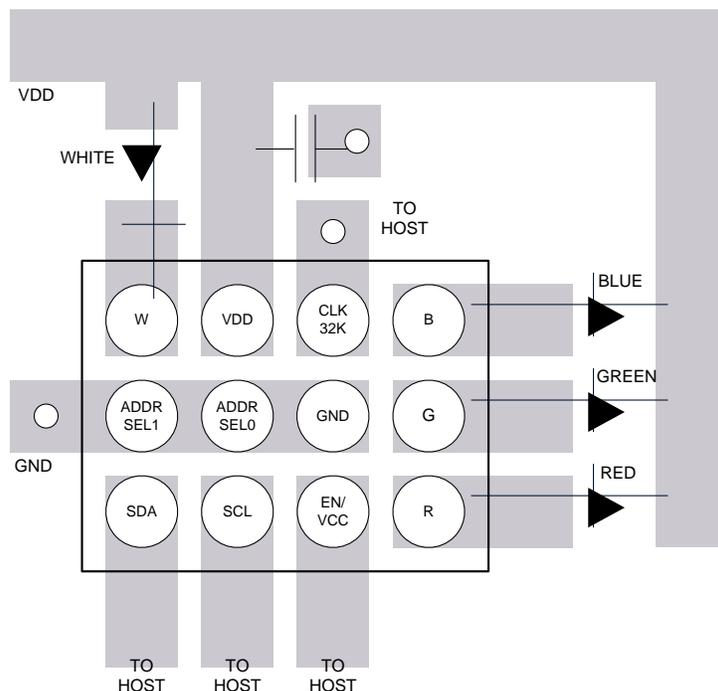 VDD
WHITE
TO
HOST
BLUE
W
VDD
CLK
32K
B
GREEN
ADDR
SEL1
ADDR
SEL0
GND
G
GND
RED
SDA
SCL
EN/
VCC
R
TO
HOST
TO
HOST
TO
HOST